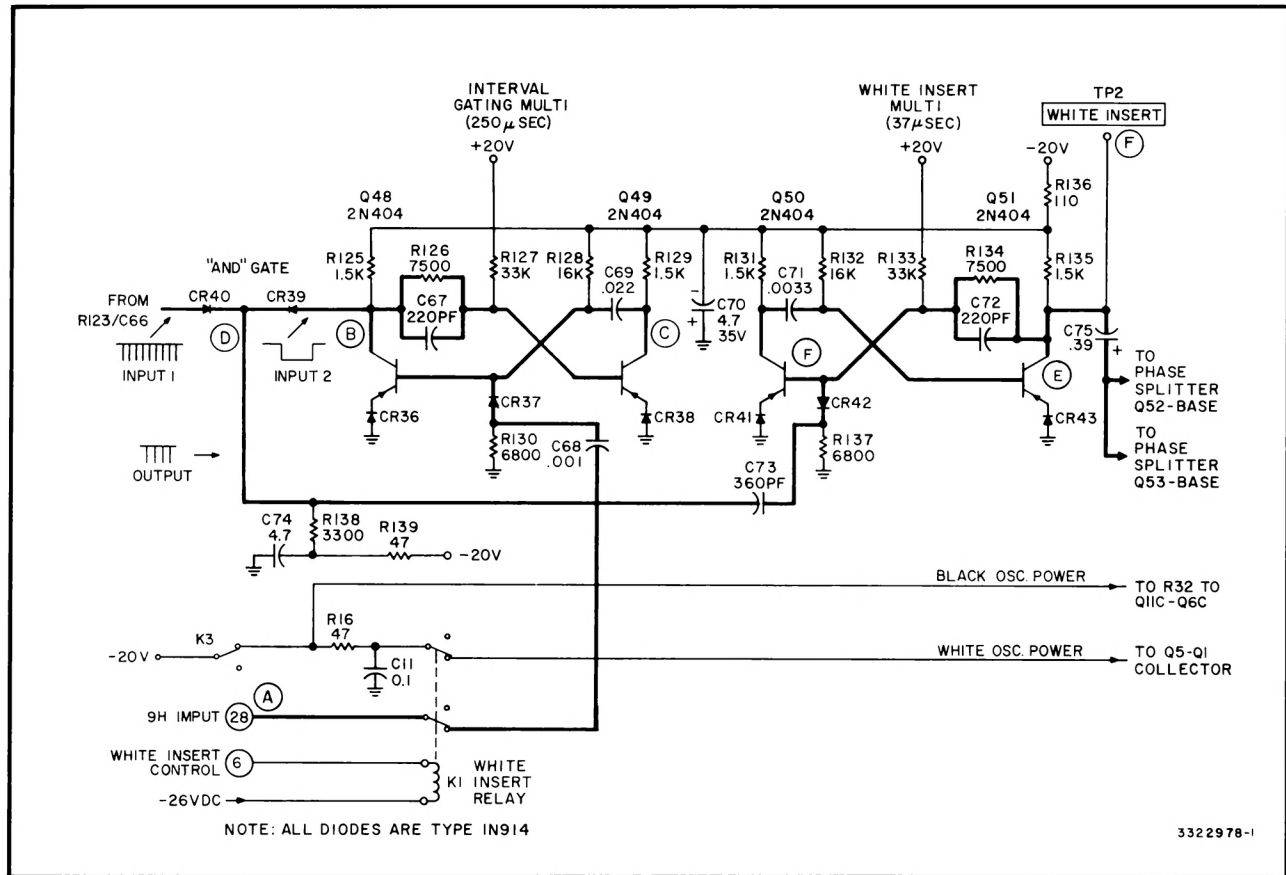 INTERVAL
GATING MULTI
(250 µ SEC)
+20V
WHITE INSERT
MULTI
(37µSEC)
+20V
TP2
WHITE INSERT
F
-20V
R136
110
Q48
2N404
Q49
2N404
Q50
2N404
Q51
2N404
R125
1.5K
R126
7500
C67
220PF
R127
33K
R128
16K
C69
.022
R129
1.5K
C70
4.7
35V
-
+
R131
1.5K
C71
.0033
R132
16K
R133
33K
R134
7500
C72
220PF
R135
1.5K
C75
.39
+
"AND" GATE
FROM
R123/C66
CR40
CR39
D
B
C
F
E
INPUT 1
INPUT 2
CR36
CR37
CR38
CR41
CR42
CR43
R130
6800
C68
.001
R137
6800
C73
360PF
TO
PHASE
SPLITTER
Q52-BASE
TO
PHASE
SPLITTER
Q53-BASE
OUTPUT
C74
4.7
R138
3300
R139
47
-20V
BLACK OSC. POWER
TO R32 TO
Q11C-Q6C
K3
-20V
R16
47
C11
0.1
WHITE OSC. POWER
TO Q5-Q1
COLLECTOR
A
9H IMPUT 28
WHITE INSERT
CONTROL 6
-26VDC
K1
WHITE
INSERT
RELAY
NOTE: ALL DIODES ARE TYPE IN914
3322978-1